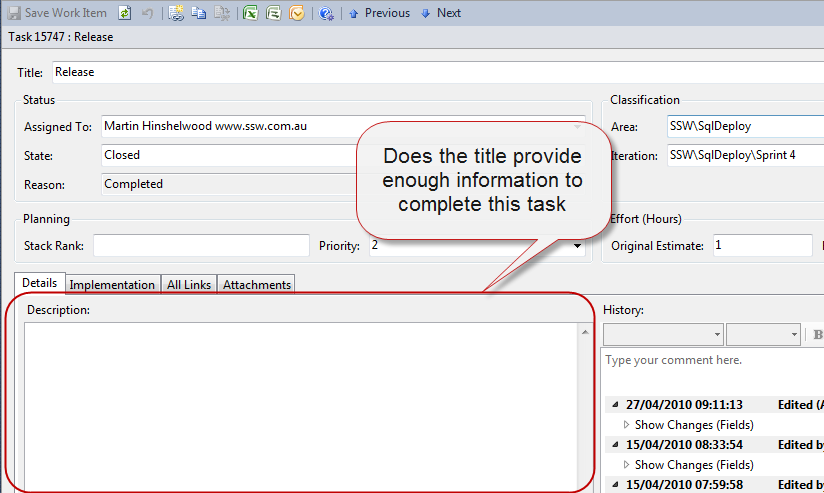 Save Work Item Previous Next
Task 15747 : Release
Title: Release
Status
Assigned To: Martin Hinshelwood www.ssw.com.au
State: Closed
Reason: Completed
Classification
Area: SSW\SqlDeploy
Iteration: SSW\SqlDeploy\Sprint 4
Does the title provide
enough information to
complete this task
Planning
Stack Rank: Priority: 2
Effort (Hours)
Original Estimate: 1
Details Implementation All Links Attachments
Description:
History:
B
Type your comment here.
27/04/2010 09:11:13 Edited (A
Show Changes (Fields)
15/04/2010 08:33:54 Edited by
Show Changes (Fields)
15/04/2010 07:59:58 Edited by